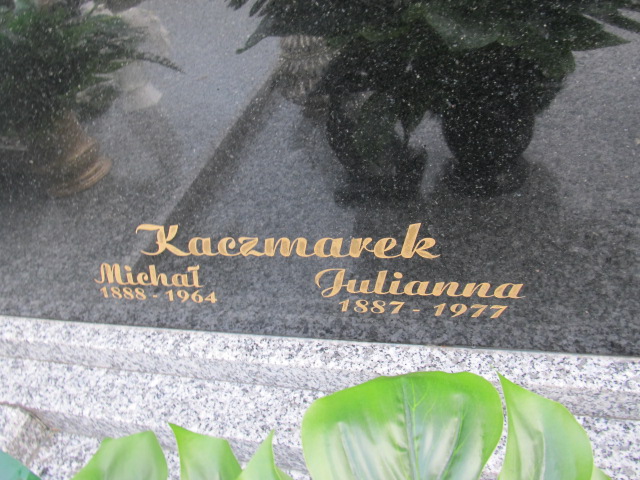 Kaczmarek
Michał Julianna
1888 - 1964 1887 - 1977